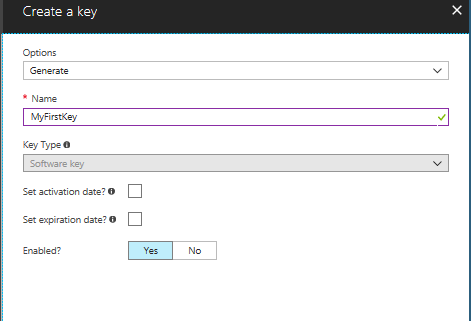 Create a key
Options
Generate
* Name
MyFirstKey
Key Type
Software key
Set activation date?
Set expiration date?
Enabled?
Yes No